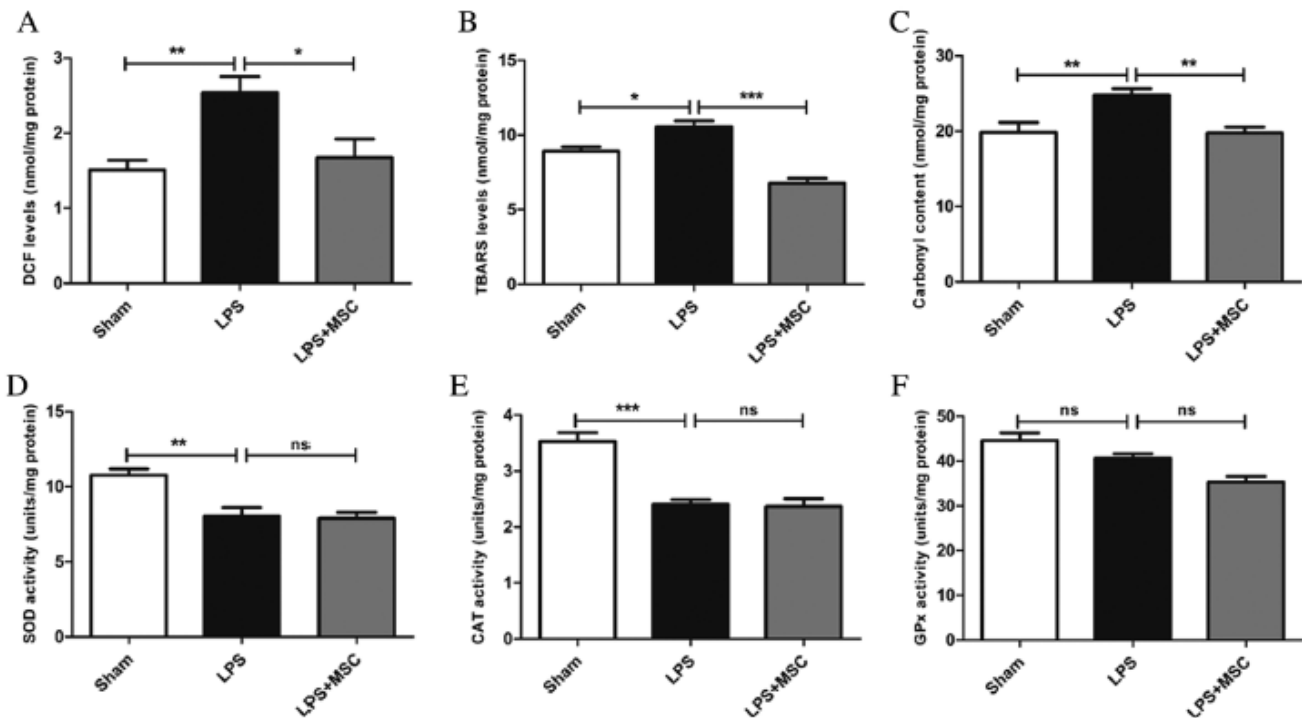 A
DCF levels (nmol/mg protein)
3
2
1
0
** *
Sham
LPS
LPS+MSC
B
TBARS levels (nmol/mg protein)
15
10
5
0
* ***
Sham
LPS
LPS+MSC
C
Carbonyl content (nmol/mg protein)
30
20
10
0
** **
Sham
LPS
LPS+MSC
D
SOD activity (units/mg protein)
15
10
5
0
** ns
Sham
LPS
LPS+MSC
E
CAT activity (units/mg protein)
4
3
2
1
0
*** ns
Sham
LPS
LPS+MSC
F
GPx activity (units/mg protein)
50
40
30
20
10
0
ns ns
Sham
LPS
LPS+MSC